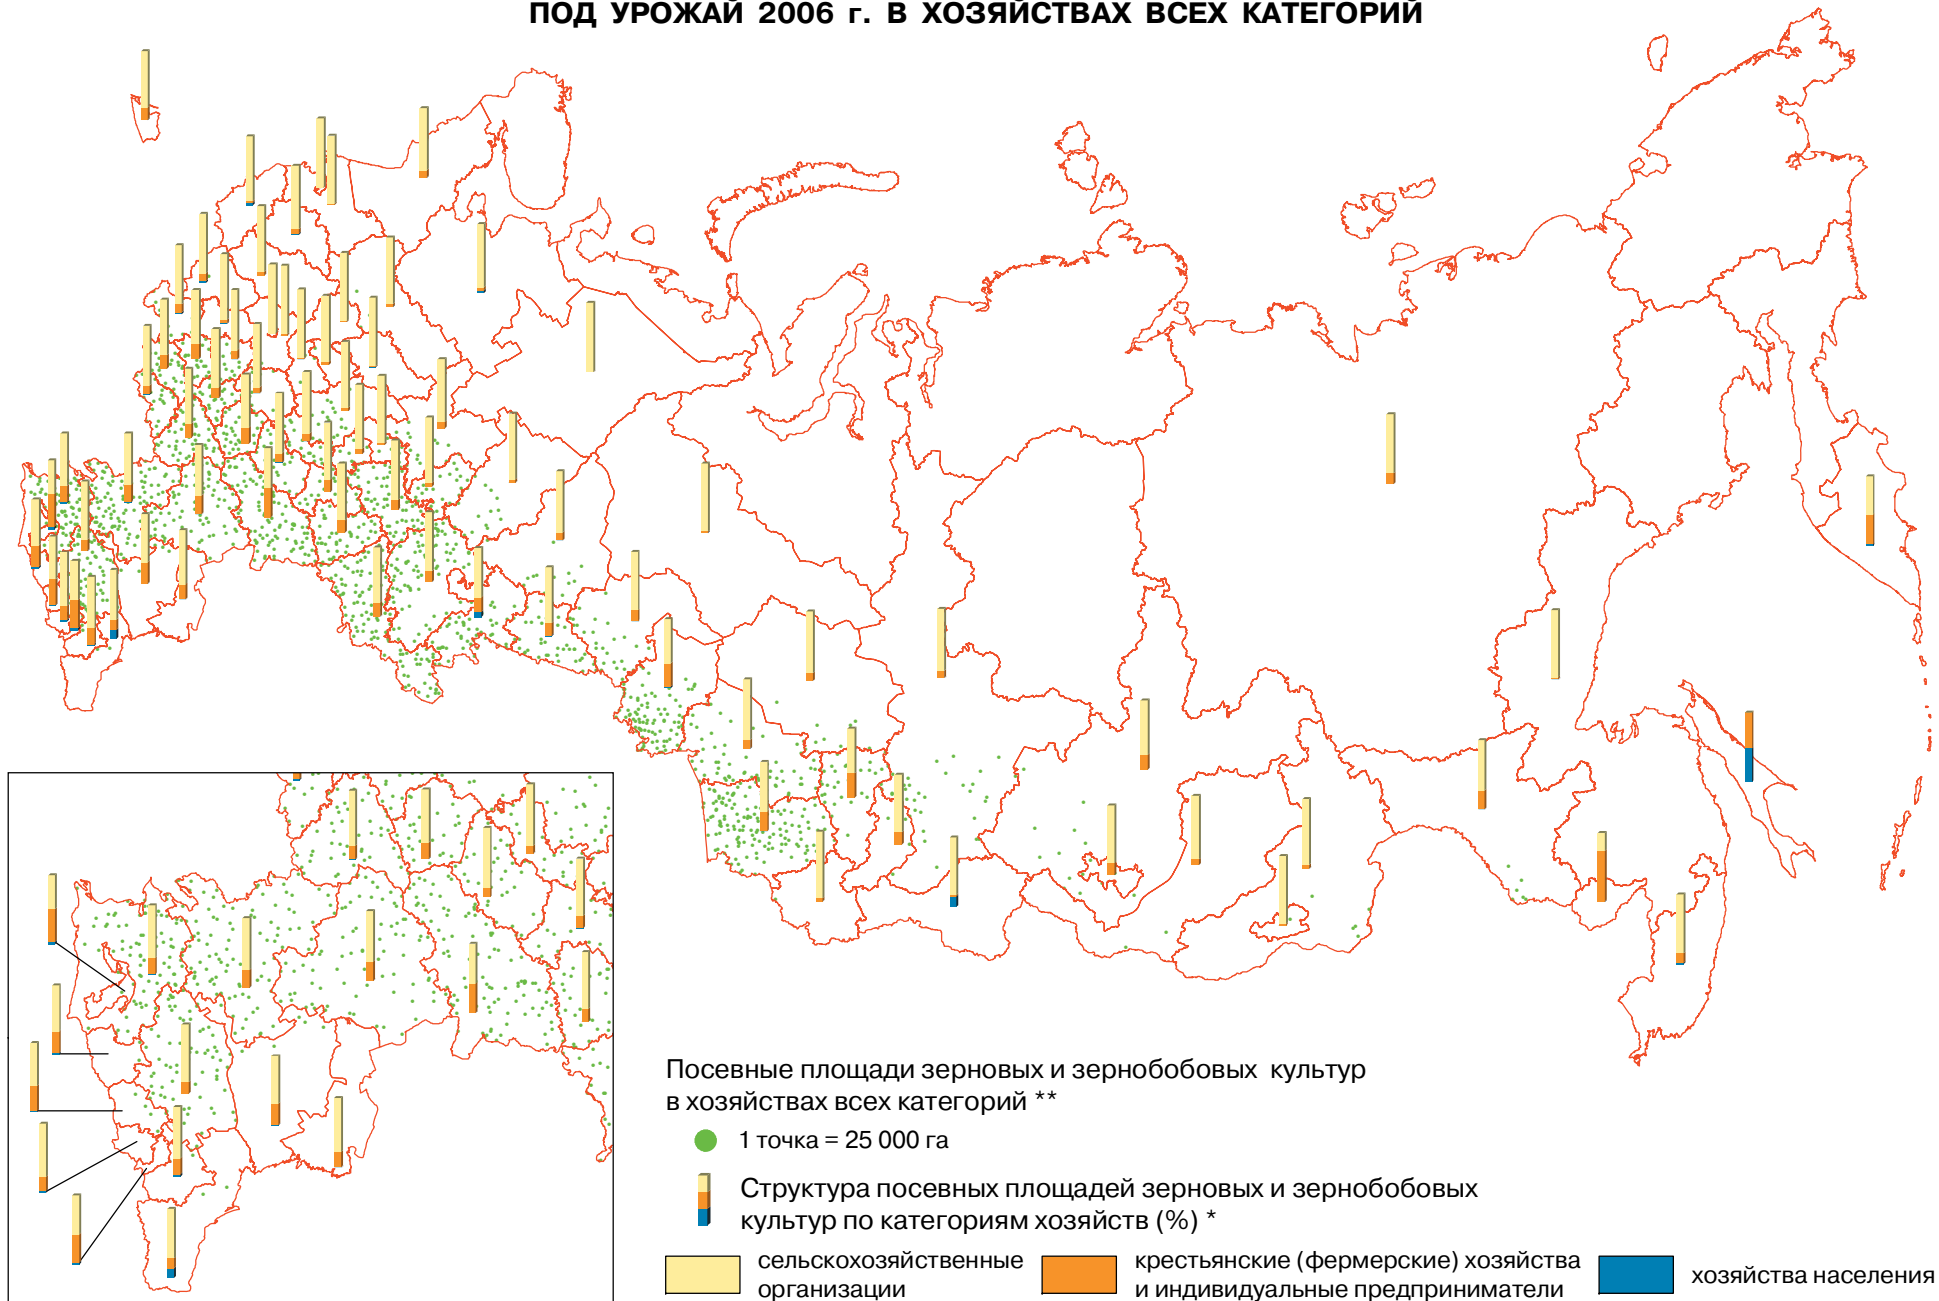 ПОД УРОЖАЙ 2006 г. В ХОЗЯЙСТВАХ ВСЕХ КАТЕГОРИЙ
Посевные площади зерновых и зернобобовых культур
в хозяйствах всех категорий **
1 точка = 25 000 га
Структура посевных площадей зерновых и зернобобовых
культур по категориям хозяйств (%) *
сельскохозяйственные
организации
крестьянские (фермерские) хозяйства
и индивидуальные предприниматели
хозяйства населения